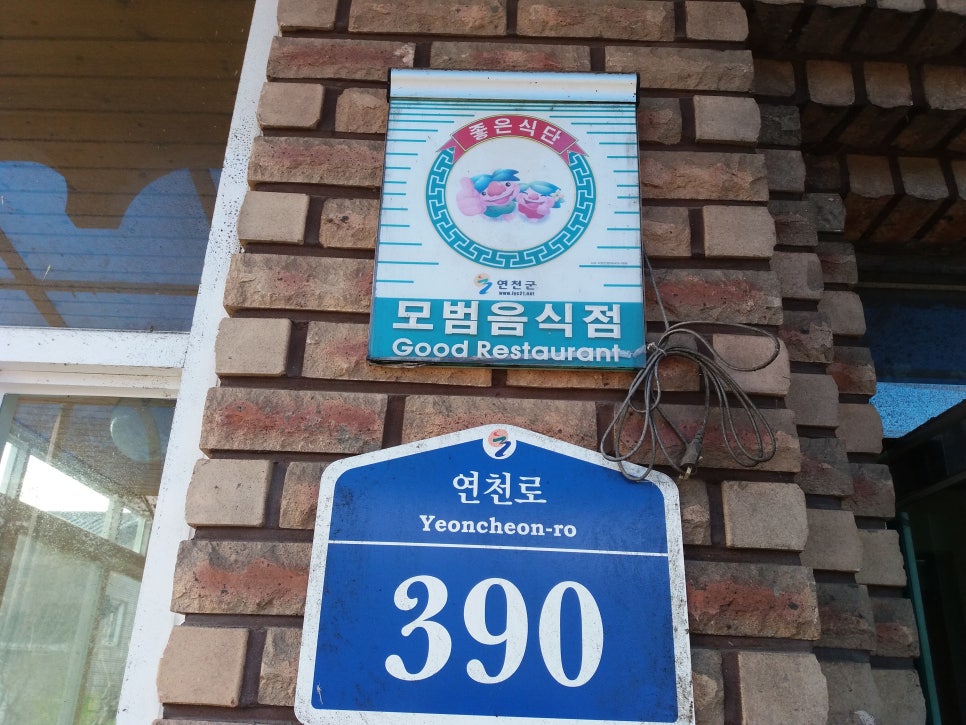 좋은식단
연천군
모범음식점
Good Restaurant
연천로
Yeoncheon-ro
390